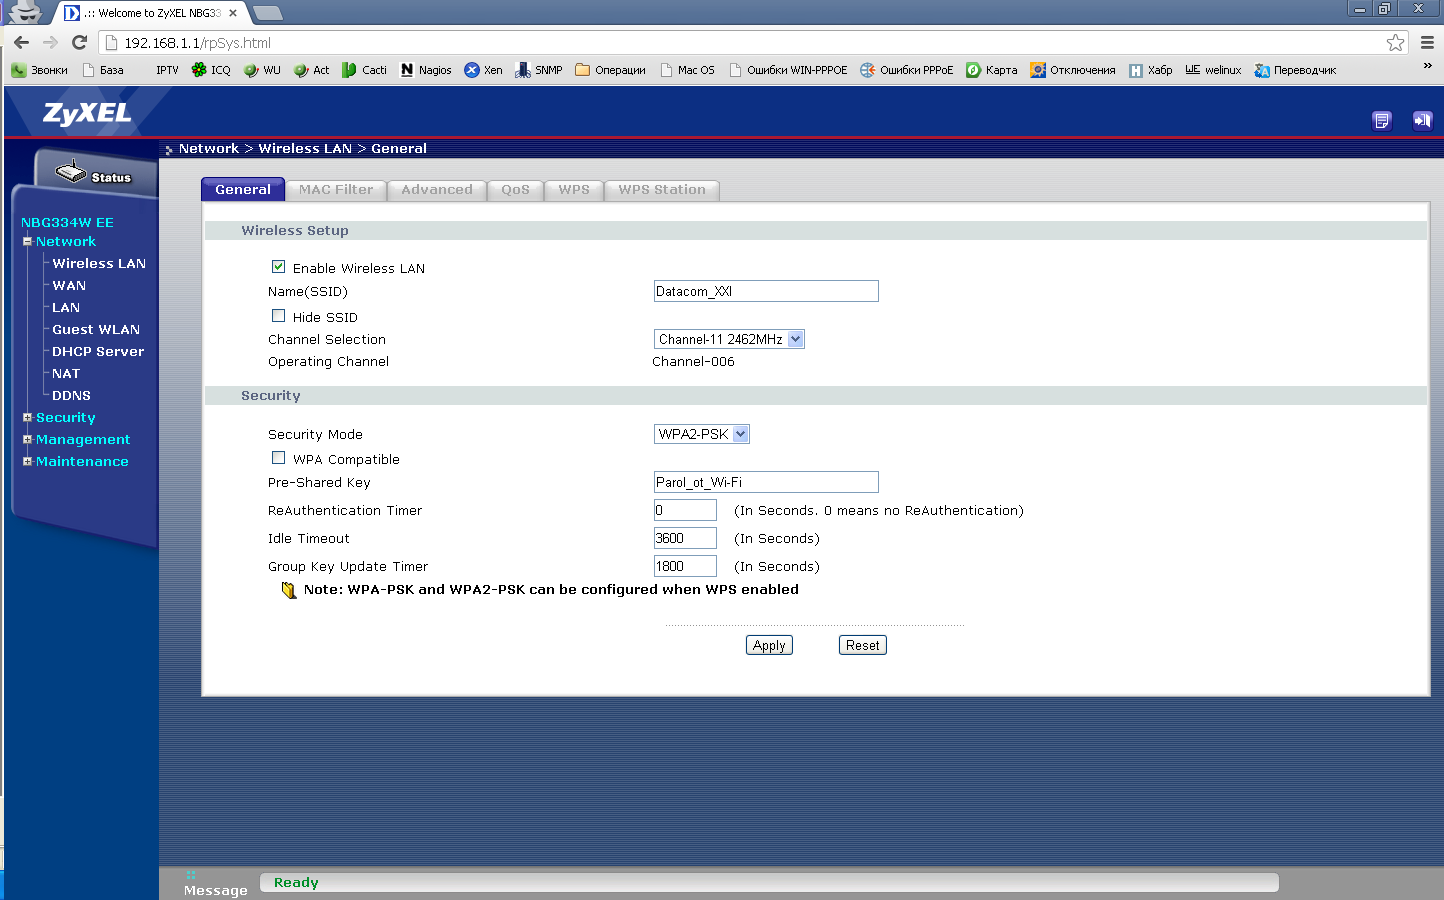 .:: Welcome to ZyXEL NBG33
192.168.1.1/rpSys.html
Звонки База IPTV ICQ WU Act Cacti Nagios Xen SNMP Операции Mac OS Ошибки WIN-PPPOE Ошибки PPPoE Карта Отключения Хабр welinux Переводчик »
ZyXEL
Network > Wireless LAN > General
Status
General MAC Filter Advanced QoS WPS WPS Station
NBG334W EE
Network
Wireless LAN
WAN
LAN
Guest WLAN
DHCP Server
NAT
DDNS
Security
Management
Maintenance
Wireless Setup
Enable Wireless LAN
Name(SSID) Datacom_XXI
Hide SSID
Channel Selection Channel-11 2462MHz
Operating Channel Channel-006
Security
Security Mode WPA2-PSK
WPA Compatible
Pre-Shared Key Parol_ot_Wi-Fi
ReAuthentication Timer 0 (In Seconds. 0 means no ReAuthentication)
Idle Timeout 3600 (In Seconds)
Group Key Update Timer 1800 (In Seconds)
Note: WPA-PSK and WPA2-PSK can be configured when WPS enabled
Apply Reset
Message Ready